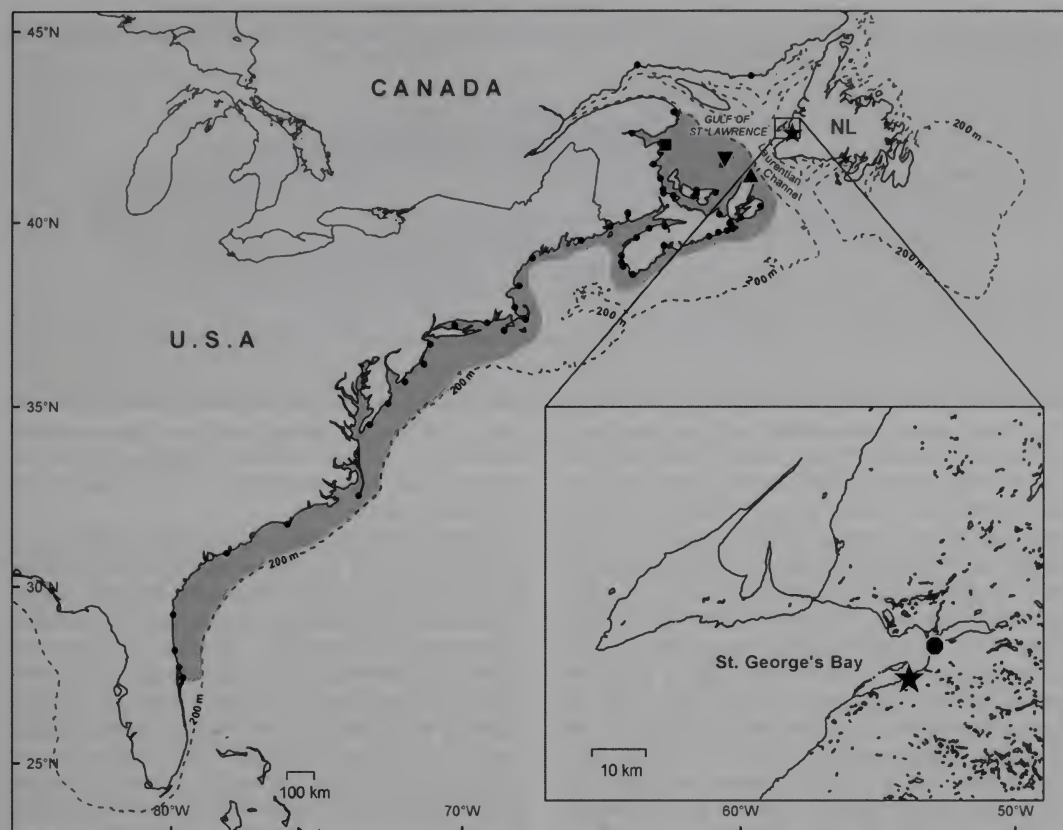 45°N
CANADA
GULF OF
ST. LAWRENCE
NL
200 m
Laurentian
Channel
40°N
200 m
200 m
200 m
U.S.A
200 m
35°N
200 m
30°N
St. George's Bay
200 m
25°N
100 km
10 km
80°W
70°W
60°W
50°W